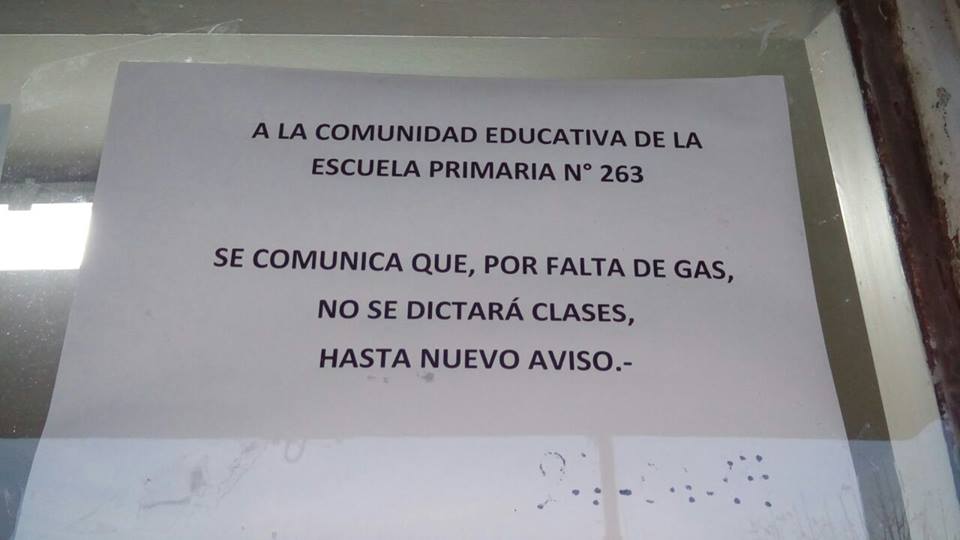 A LA COMUNIDAD EDUCATIVA DE LA
ESCUELA PRIMARIA N° 263
SE COMUNICA QUE, POR FALTA DE GAS,
NO SE DICTARÁ CLASES,
HASTA NUEVO AVISO.-